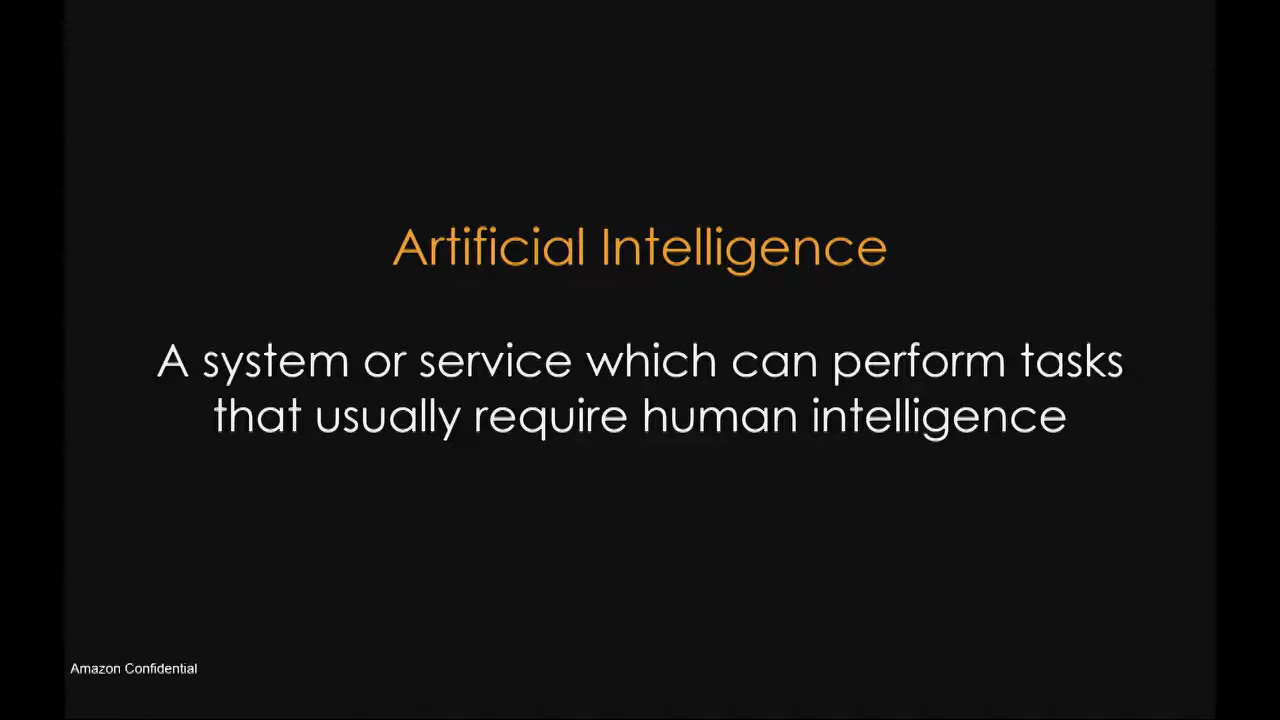 Artificial Intelligence
A system or service which can perform tasks
that usually require human intelligence
Amazon Confidential